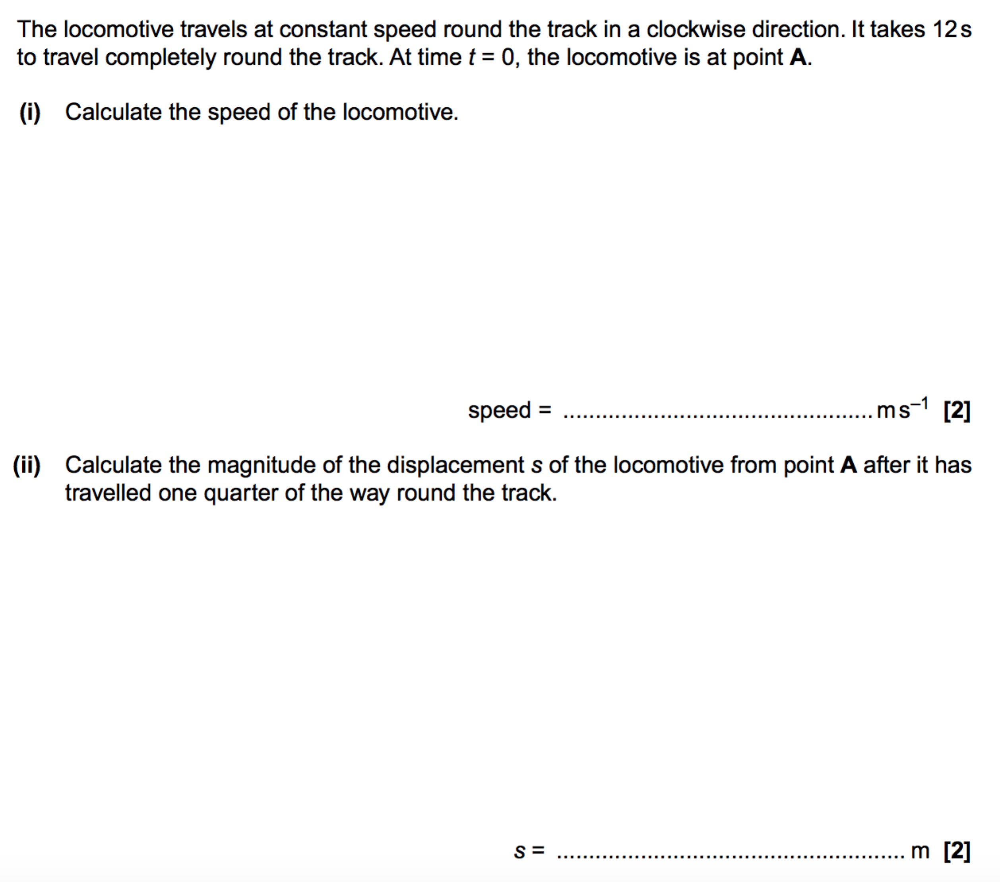 The locomotive travels at constant speed round the track in a clockwise direction. It takes 12 s
to travel completely round the track. At time t = 0, the locomotive is at point A.
(i) Calculate the speed of the locomotive.
speed = ................................................ m s⁻¹ [2]
(ii) Calculate the magnitude of the displacement s of the locomotive from point A after it has
travelled one quarter of the way round the track.
s = ...................................................... m [2]